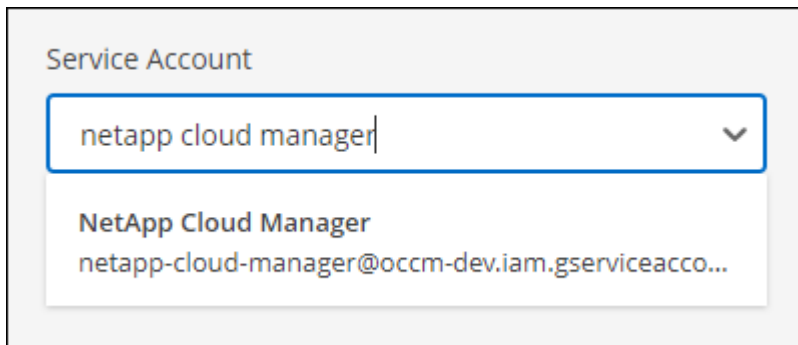 Service Account
netapp cloud manager
NetApp Cloud Manager
netapp-cloud-manager@occm-dev.iam.gserviceacco...